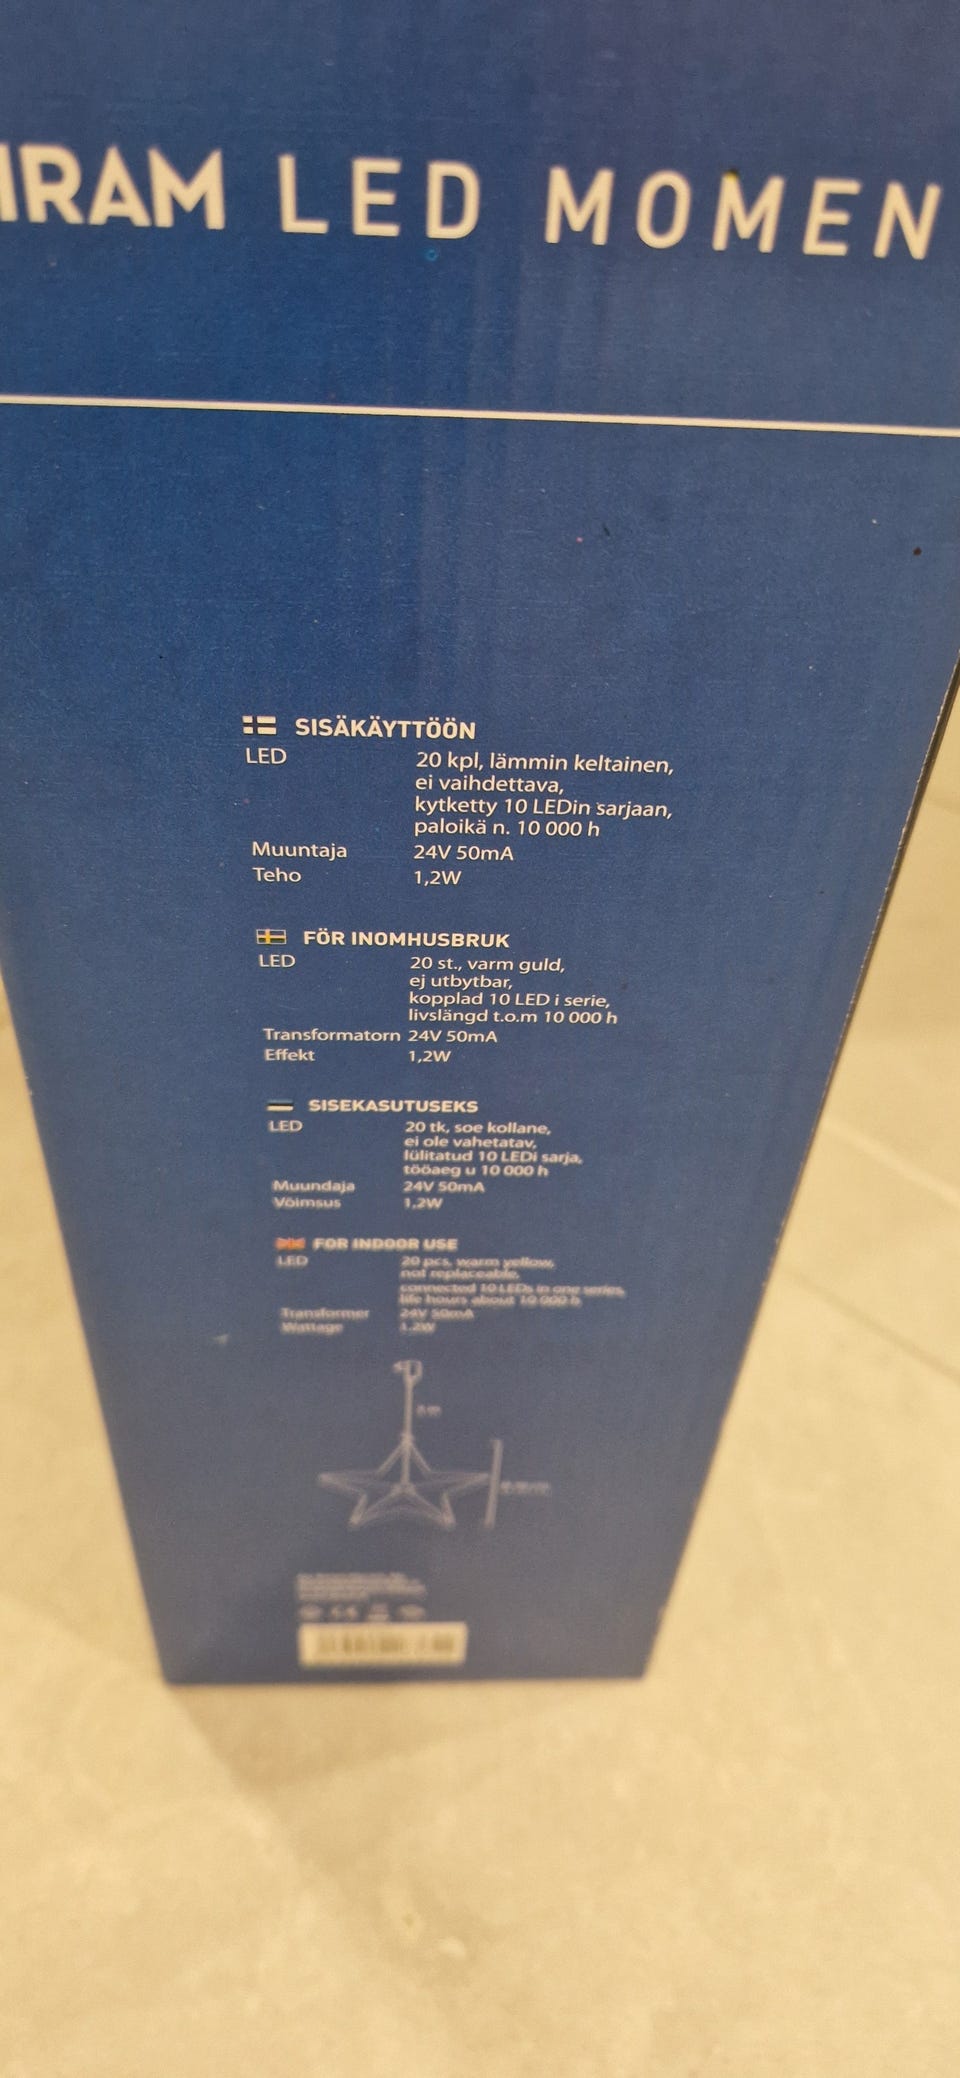 IRAM LED MOMEN
SISÄKÄYTTÖÖN
LED 20 kpl, lämmin keltainen,
ei vaihdettava,
kytketty 10 LEDin sarjaan,
paloikä n. 10 000 h
Muuntaja 24V 50mA
Teho 1,2W
FÖR INOMHUSBRUK
LED 20 st., varm guld,
ej utbytbar,
kopplad 10 LED i serie,
livslängd t.o.m 10 000 h
Transformatorn 24V 50mA
Effekt 1,2W
SISEKASUTUSEKS
LED 20 tk, soe kollane,
ei ole vahetatav,
lülitatud 10 LEDi sarja,
tööaeg u 10 000 h
Muundaja 24V 50mA
Võimsus 1,2W
FOR INDOOR USE
LED 20 pcs, warm yellow,
not replaceable,
connected 10 LEDs in one series,
life hours about 10 000 h
Transformer 24V 50mA
Wattage 1,2W